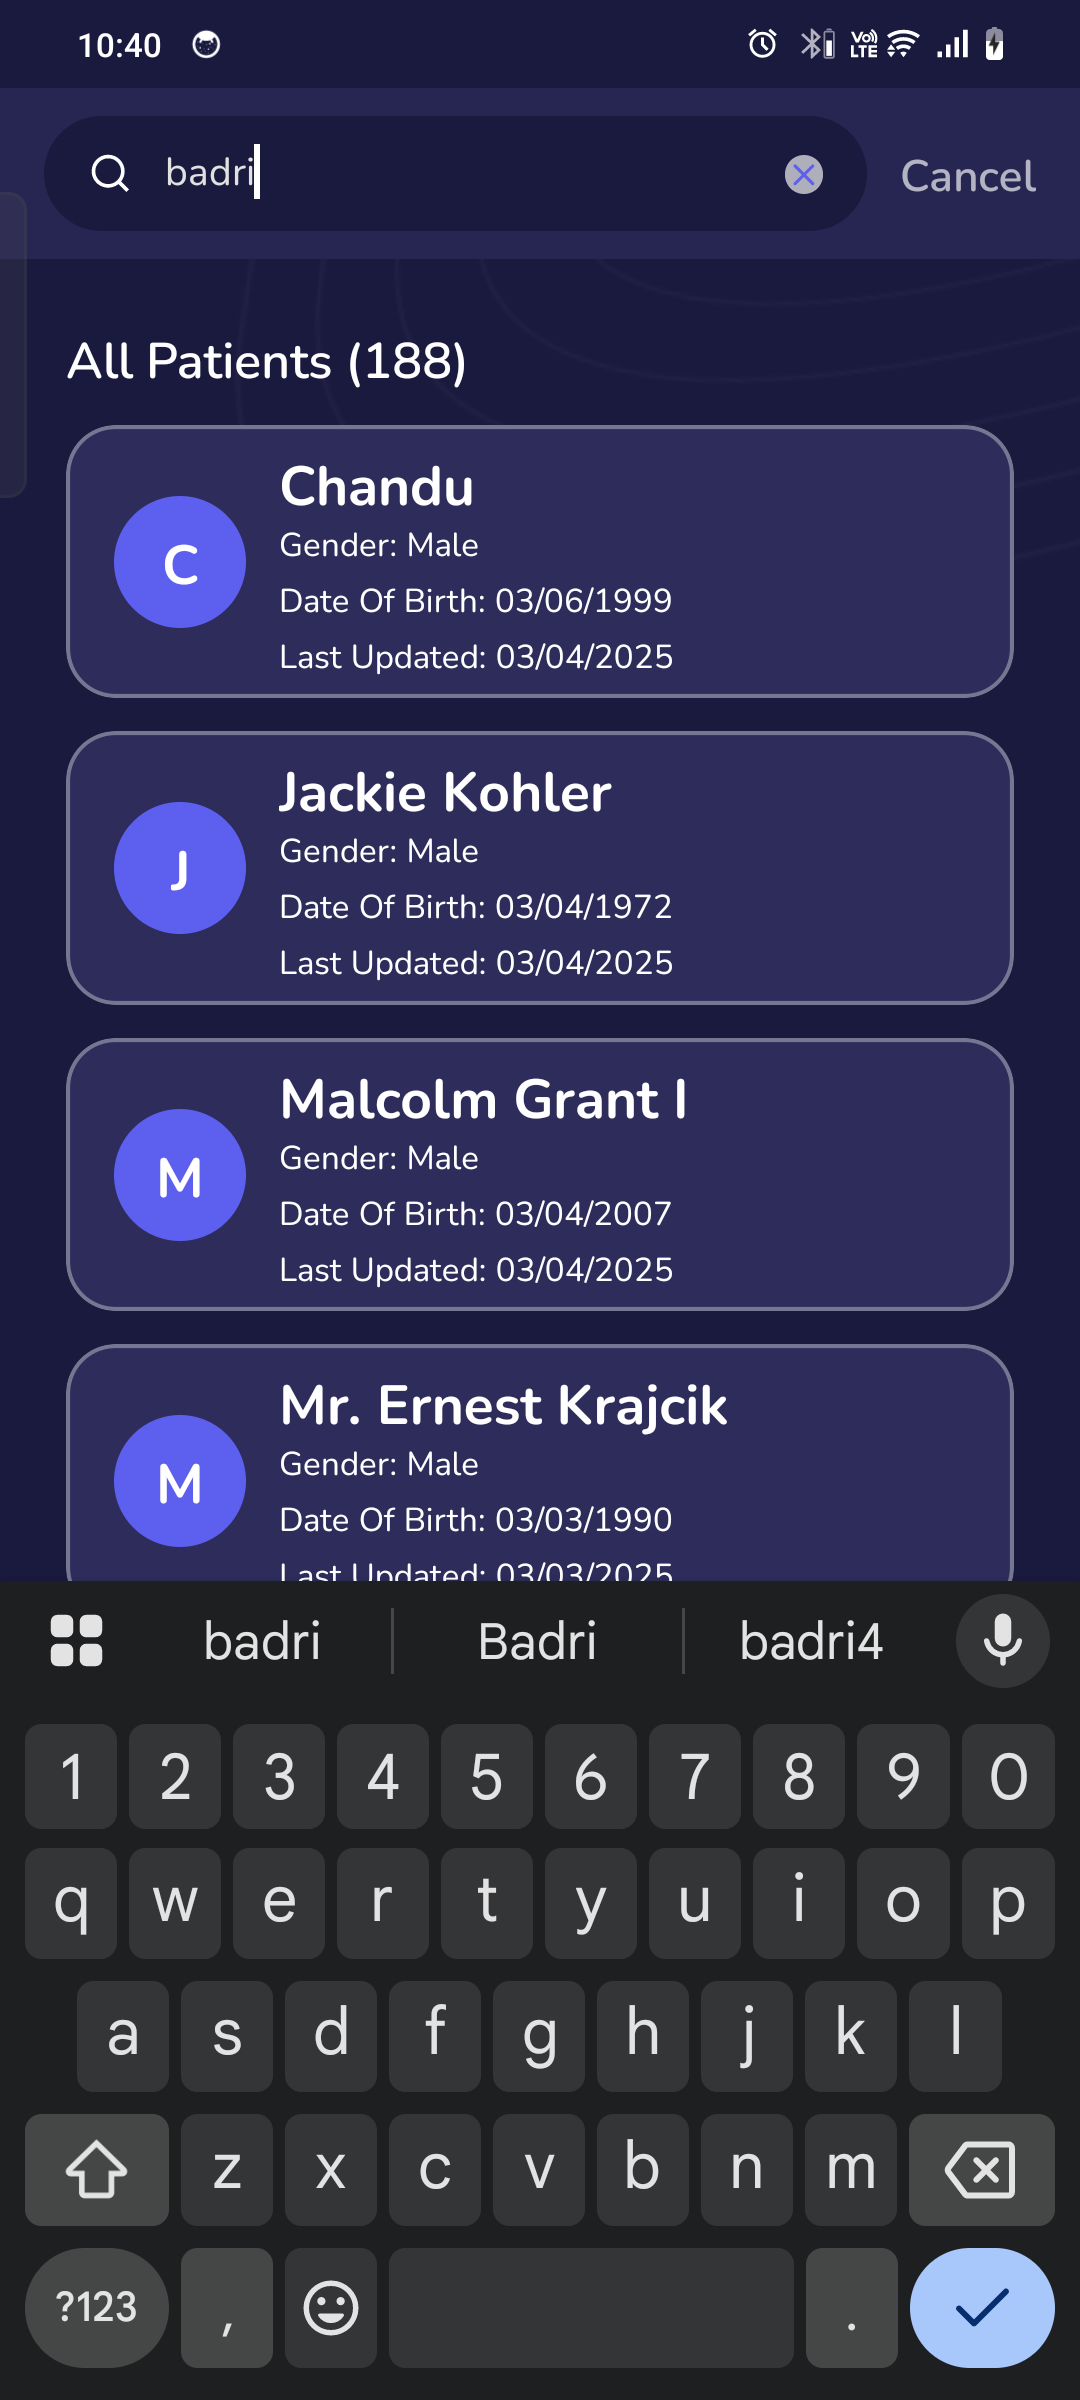 10:40
Vo)) LTE
badri
Cancel
All Patients (188)
C
Chandu
Gender: Male
Date Of Birth: 03/06/1999
Last Updated: 03/04/2025
J
Jackie Kohler
Gender: Male
Date Of Birth: 03/04/1972
Last Updated: 03/04/2025
M
Malcolm Grant I
Gender: Male
Date Of Birth: 03/04/2007
Last Updated: 03/04/2025
M
Mr. Ernest Krajcik
Gender: Male
Date Of Birth: 03/03/1990
Last Updated: 03/03/2025
badri Badri badri4
1 2 3 4 5 6 7 8 9 0
q w e r t y u i o p
a s d f g h j k l
z x c v b n m
?123 , .